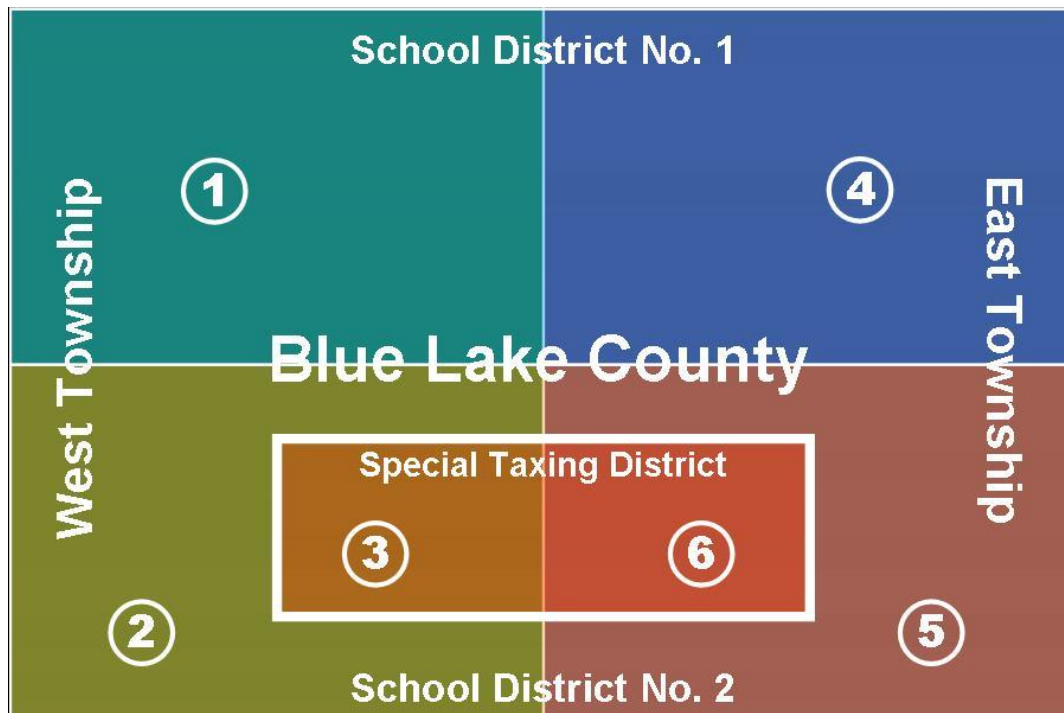 School District No. 1
1
4
West Township
East Township
Blue Lake County
Special Taxing District
3
6
2
5
School District No. 2